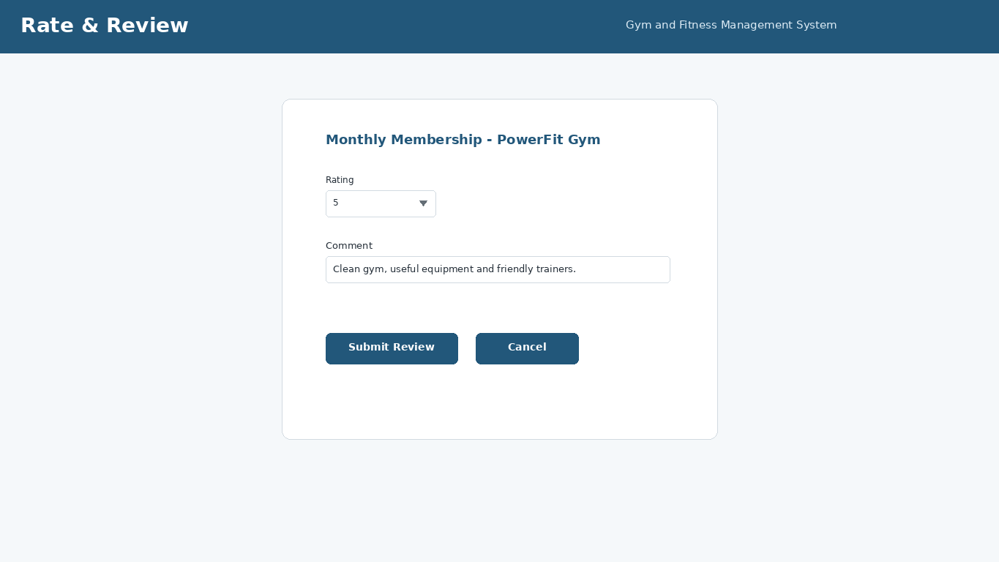 Rate & Review
Gym and Fitness Management System
Monthly Membership - PowerFit Gym
Rating
5
Comment
Clean gym, useful equipment and friendly trainers.
Submit Review
Cancel